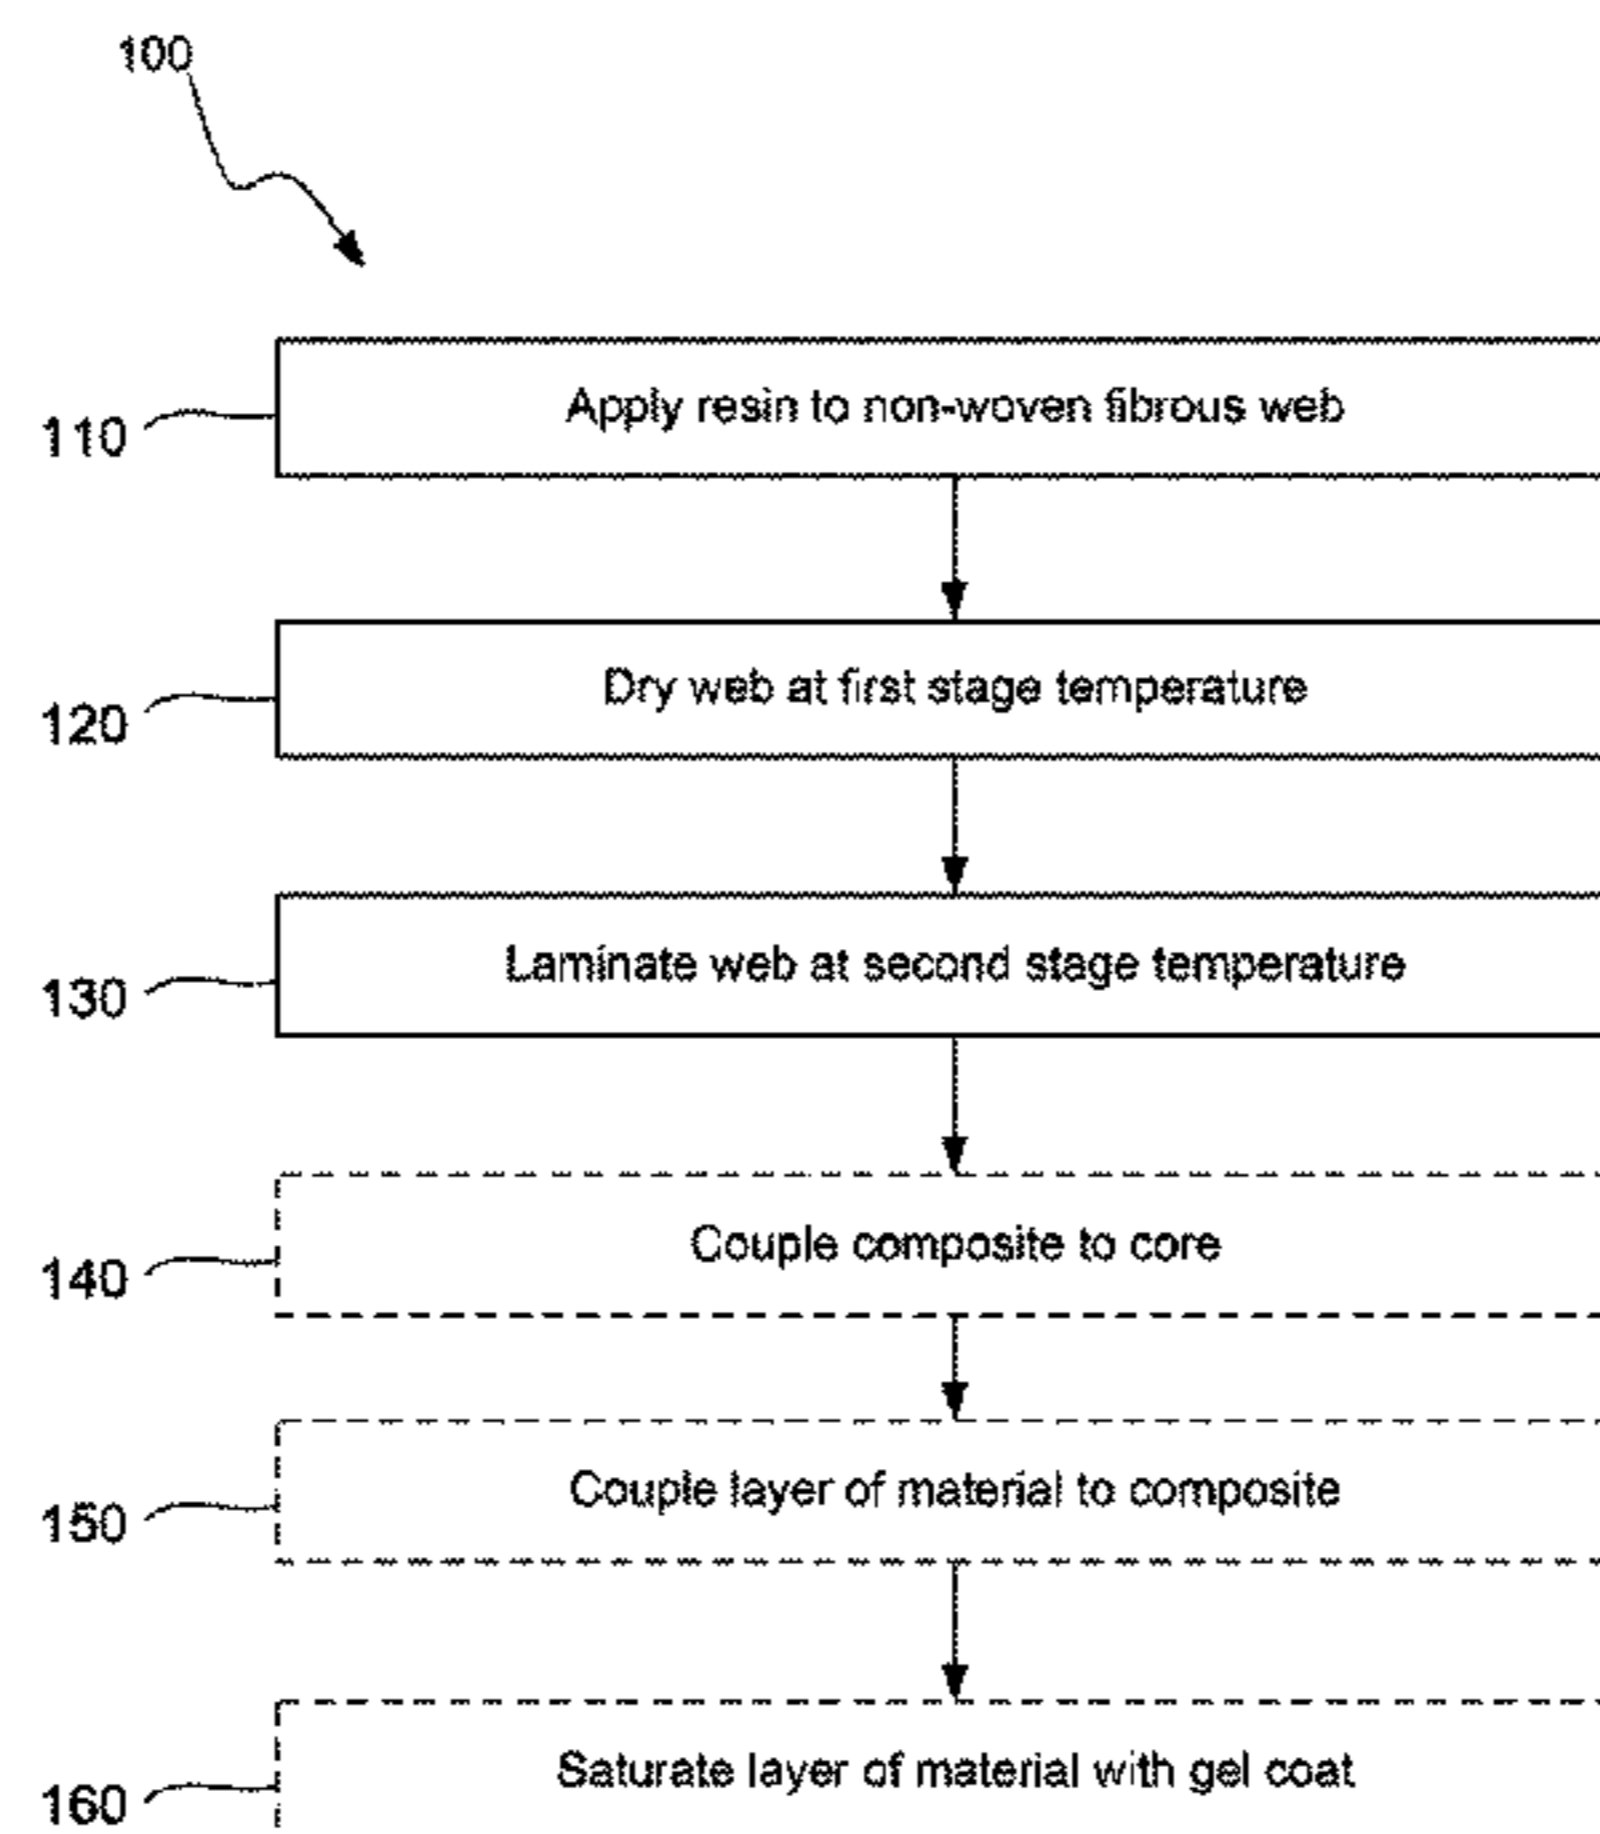 100
110 Apply resin to non-woven fibrous web
120 Dry web at first stage temperature
130 Laminate web at second stage temperature
140 Couple composite to core
150 Couple layer of material to composite
160 Saturate layer of material with gel coat